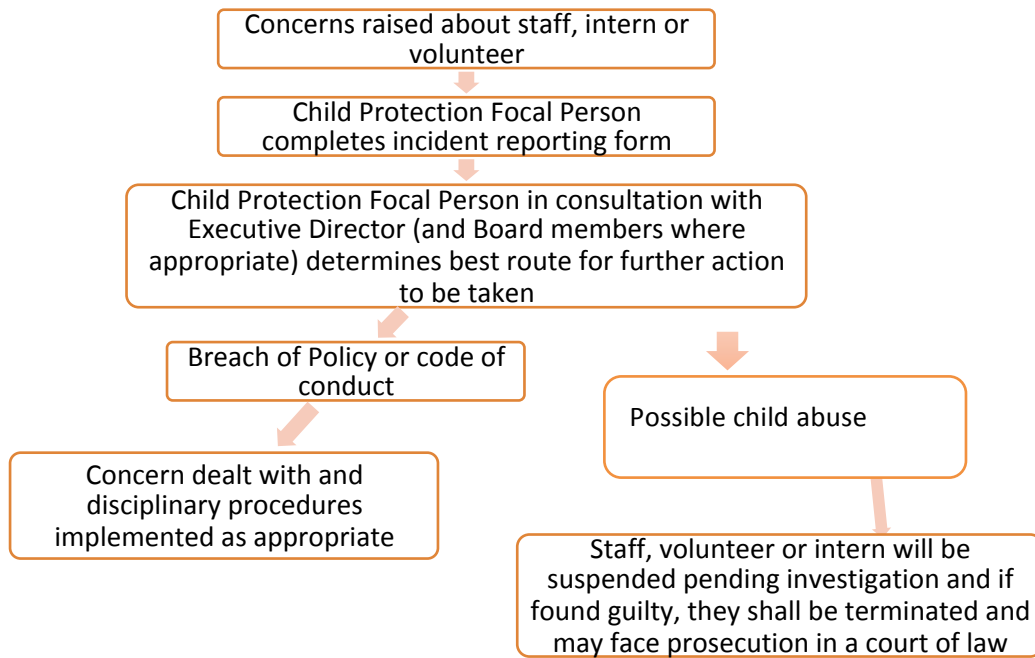 Concerns raised about staff, intern or
volunteer
Child Protection Focal Person
completes incident reporting form
Child Protection Focal Person in consultation with
Executive Director (and Board members where
appropriate) determines best route for further action
to be taken
Breach of Policy or code of
conduct
Possible child abuse
Concern dealt with and
disciplinary procedures
implemented as appropriate
Staff, volunteer or intern will be
suspended pending investigation and if
found guilty, they shall be terminated and
may face prosecution in a court of law